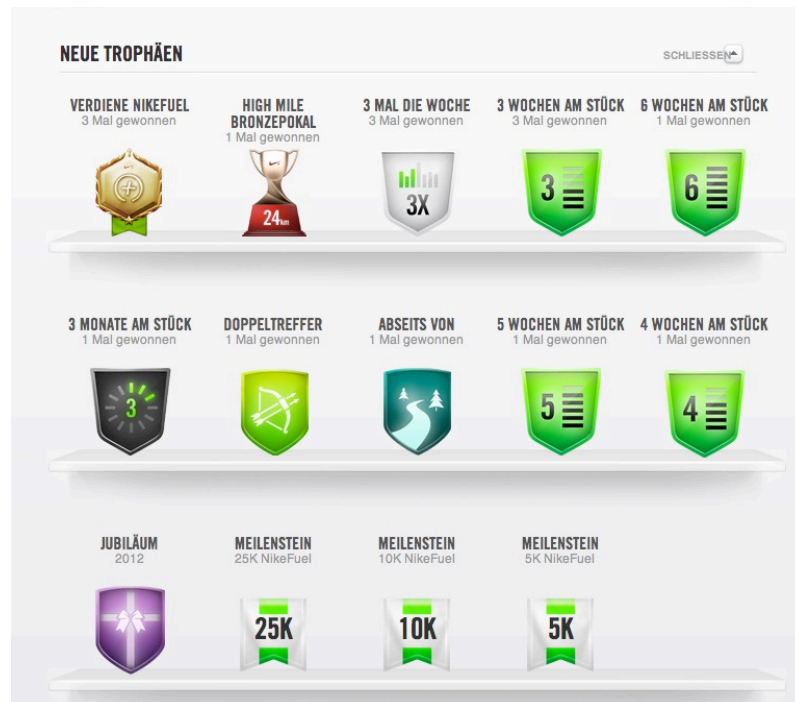 NEUE TROPHÄEN
SCHLIESSEN
VERDIENE NIKEFUEL
3 Mal gewonnen
HIGH MILE
BRONZEPOKAL
1 Mal gewonnen
3 MAL DIE WOCHE
3 Mal gewonnen
3 WOCHEN AM STÜCK
3 Mal gewonnen
6 WOCHEN AM STÜCK
1 Mal gewonnen
24km
3X
3
6
3 MONATE AM STÜCK
1 Mal gewonnen
DOPPELTREFFER
1 Mal gewonnen
ABSEITS VON
1 Mal gewonnen
5 WOCHEN AM STÜCK
1 Mal gewonnen
4 WOCHEN AM STÜCK
1 Mal gewonnen
3
5
4
JUBILÄUM
2012
MEILENSTEIN
25K NikeFuel
MEILENSTEIN
10K NikeFuel
MEILENSTEIN
5K NikeFuel
25K
10K
5K